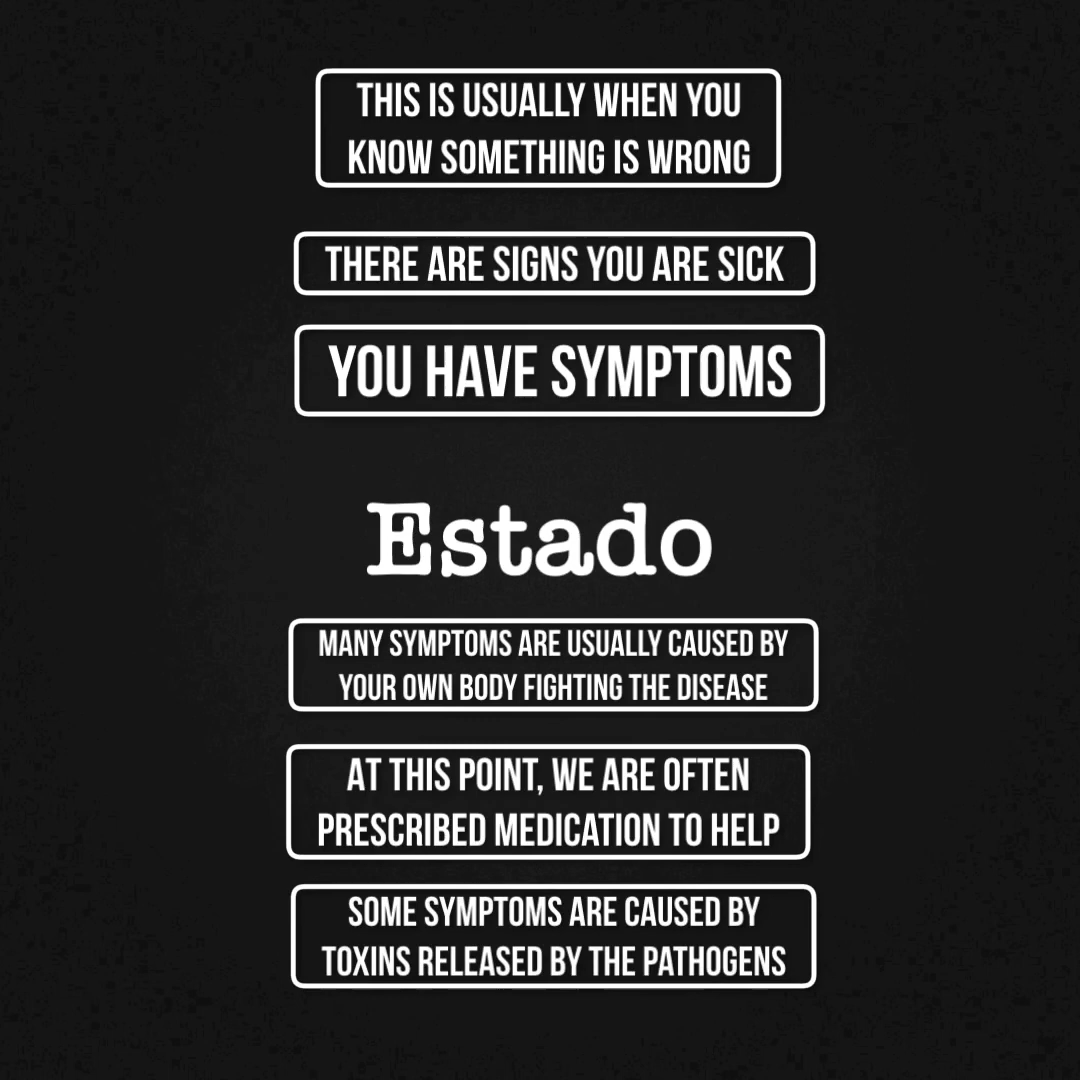 THIS IS USUALLY WHEN YOU
KNOW SOMETHING IS WRONG
THERE ARE SIGNS YOU ARE SICK
YOU HAVE SYMPTOMS
Estado
MANY SYMPTOMS ARE USUALLY CAUSED BY
YOUR OWN BODY FIGHTING THE DISEASE
AT THIS POINT, WE ARE OFTEN
PRESCRIBED MEDICATION TO HELP
SOME SYMPTOMS ARE CAUSED BY
TOXINS RELEASED BY THE PATHOGENS